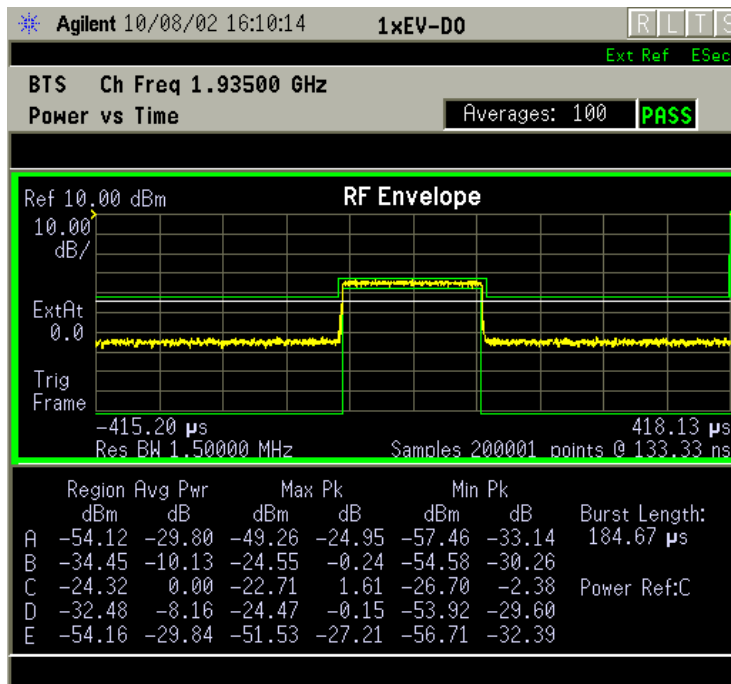 Agilent 10/08/02 16:10:14 1xEV-DO R L T S
Ext Ref ESec
BTS Ch Freq 1.93500 GHz
Power vs Time Averages: 100 PASS
Ref 10.00 dBm RF Envelope
10.00
dB/
ExtAt
0.0
Trig
Frame
-415.20 µs 418.13 µs
Res BW 1.50000 MHz Samples 200001 points @ 133.33 ns
Region Avg Pwr Max Pk Min Pk
dBm dB dBm dB dBm dB Burst Length:
A -54.12 -29.80 -49.26 -24.95 -57.46 -33.14 184.67 µs
B -34.45 -10.13 -24.55 -0.24 -54.58 -30.26
C -24.32 0.00 -22.71 1.61 -26.70 -2.38 Power Ref:C
D -32.48 -8.16 -24.47 -0.15 -53.92 -29.60
E -54.16 -29.84 -51.53 -27.21 -56.71 -32.39